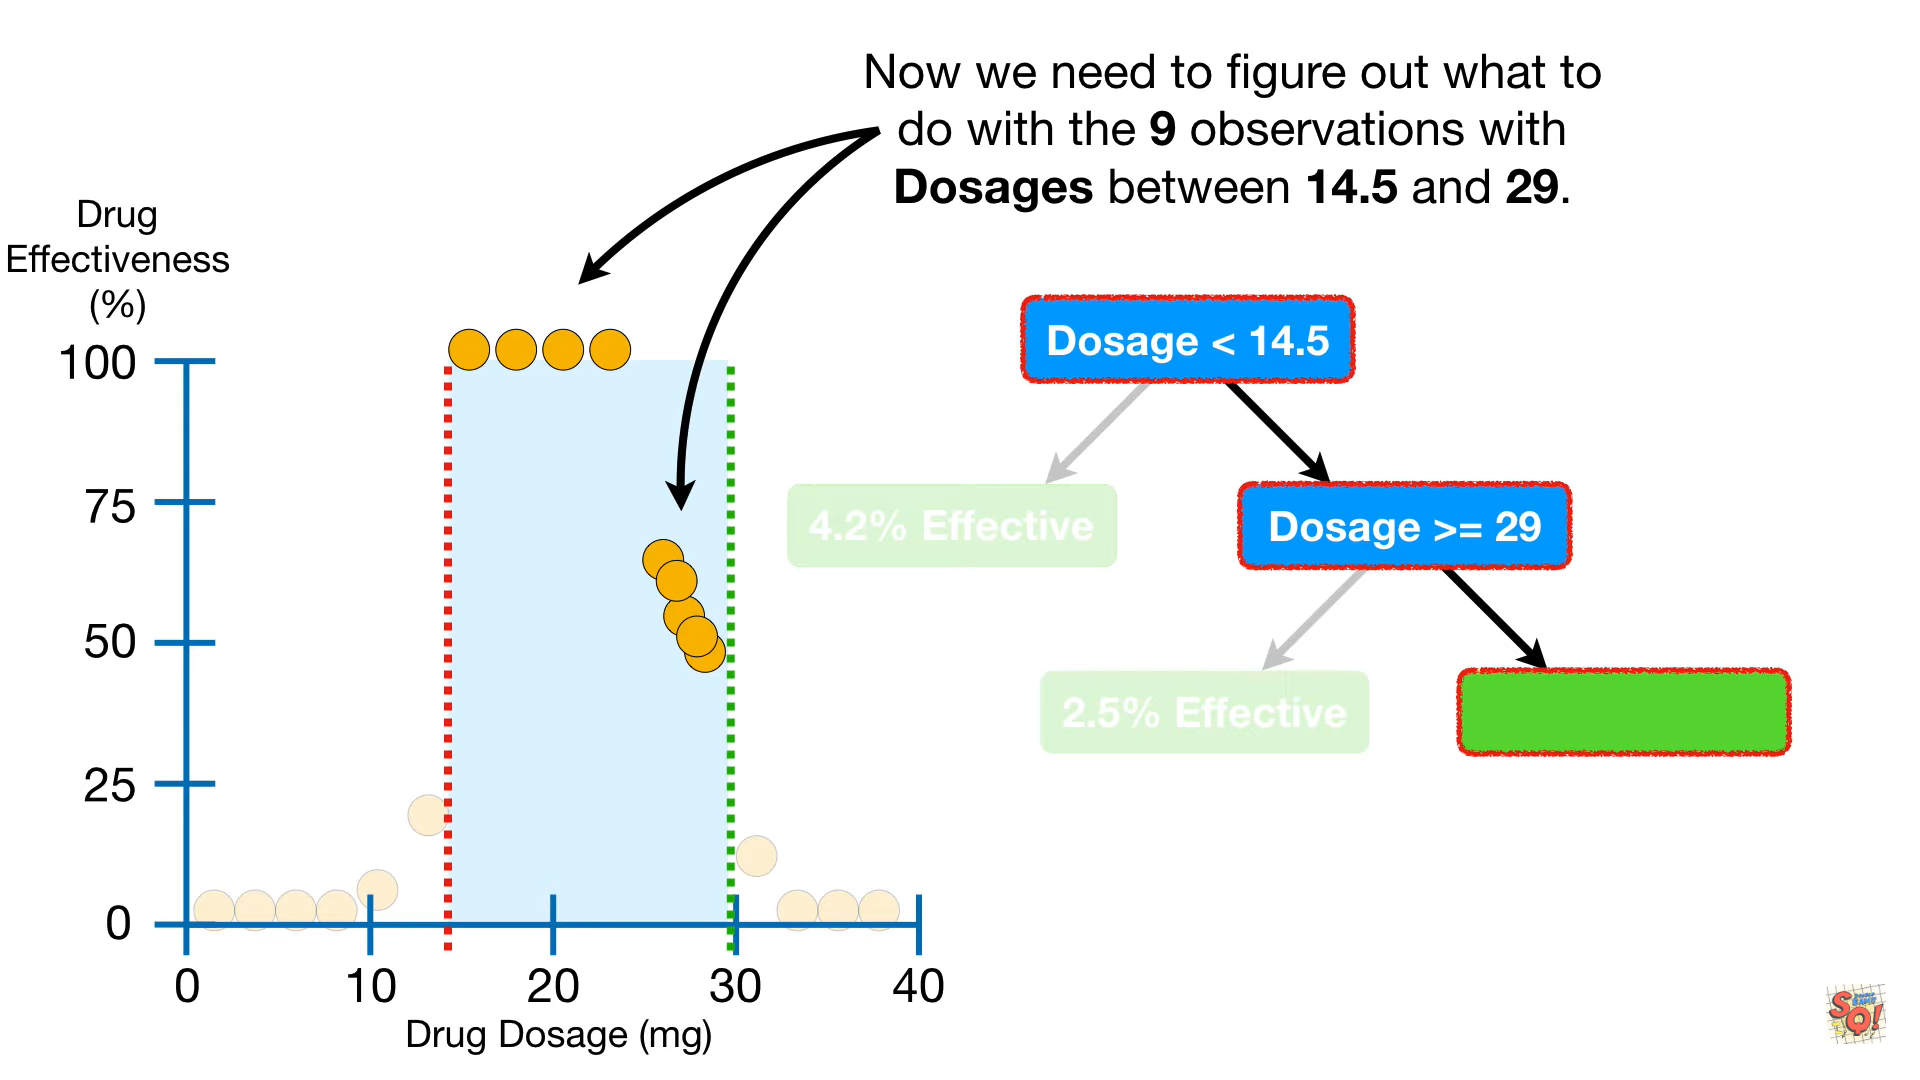 Now we need to figure out what to
do with the 9 observations with
Dosages between 14.5 and 29.
Drug
Effectiveness
(%)
100
75
50
25
0
0 10 20 30 40
Drug Dosage (mg)
Dosage < 14.5
4.2% Effective
Dosage >= 29
2.5% Effective
SQ!